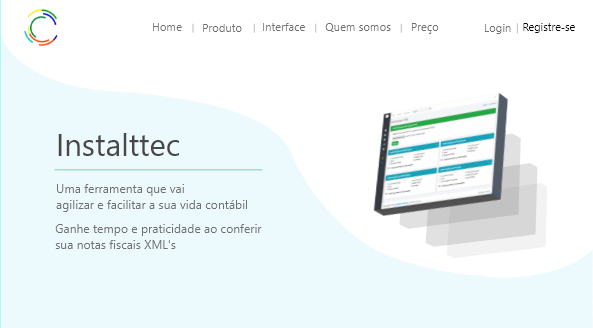 Home | Produto | Interface | Quem somos | Preço Login | Registre-se
Instalttec
Uma ferramenta que vai
agilizar e facilitar a sua vida contábil
Ganhe tempo e praticidade ao conferir
sua notas fiscais XML's